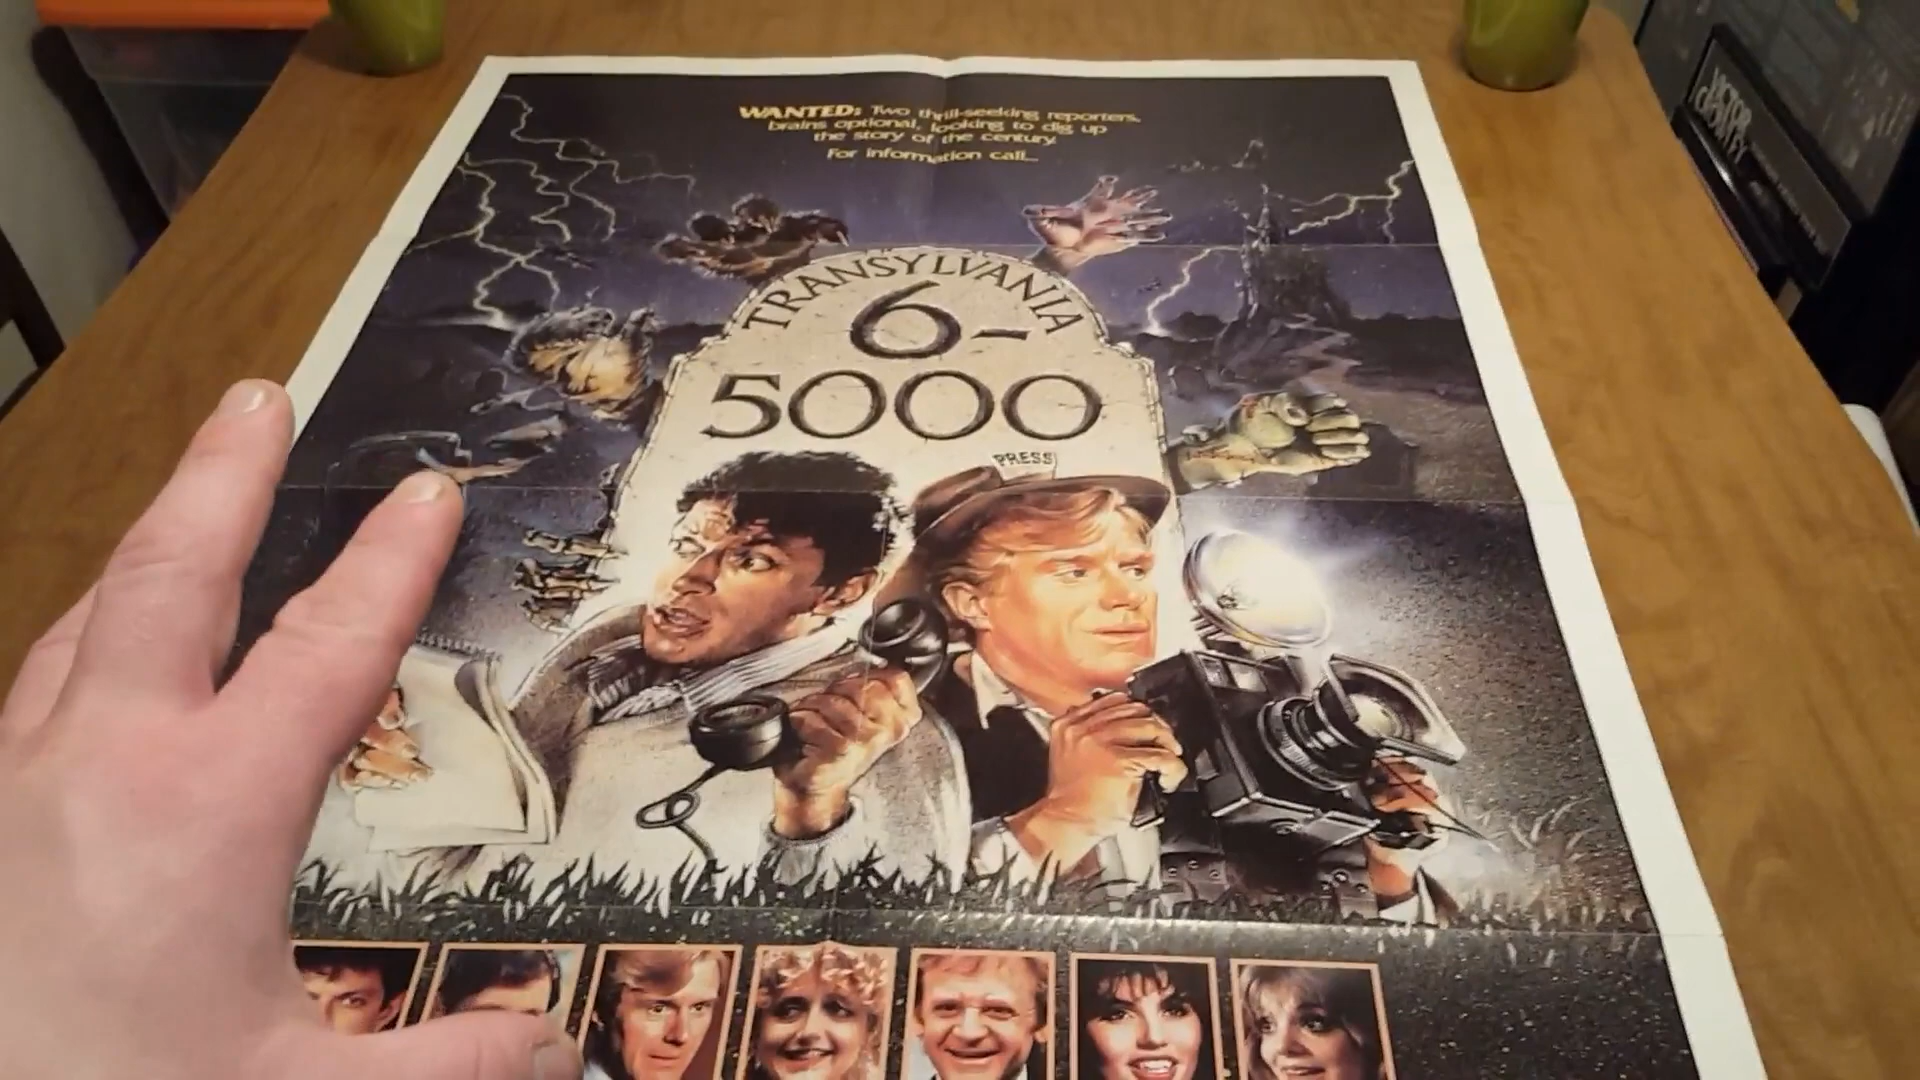 WANTED: Two thrill-seeking reporters,
brains optional, looking to dig up
the story of the century.
For information call...
TRANSYLVANIA
6-
5000
PRESS
VICTOR